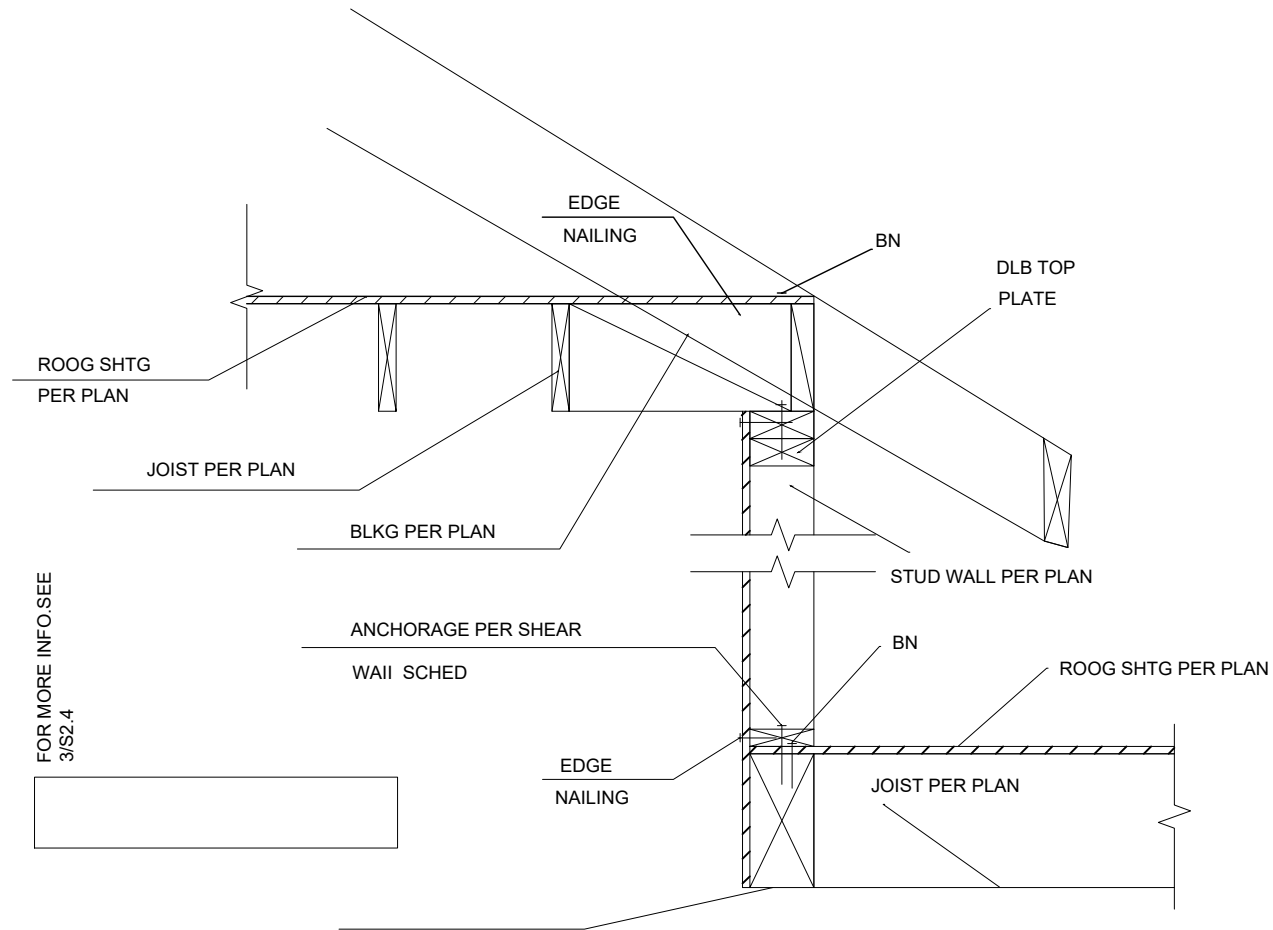 EDGE
NAILING
BN
DLB TOP
PLATE
ROOG SHTG
PER PLAN
JOIST PER PLAN
BLKG PER PLAN
STUD WALL PER PLAN
FOR MORE INFO.SEE
3/S2.4
ANCHORAGE PER SHEAR
WAII SCHED
BN
ROOG SHTG PER PLAN
EDGE
NAILING
JOIST PER PLAN